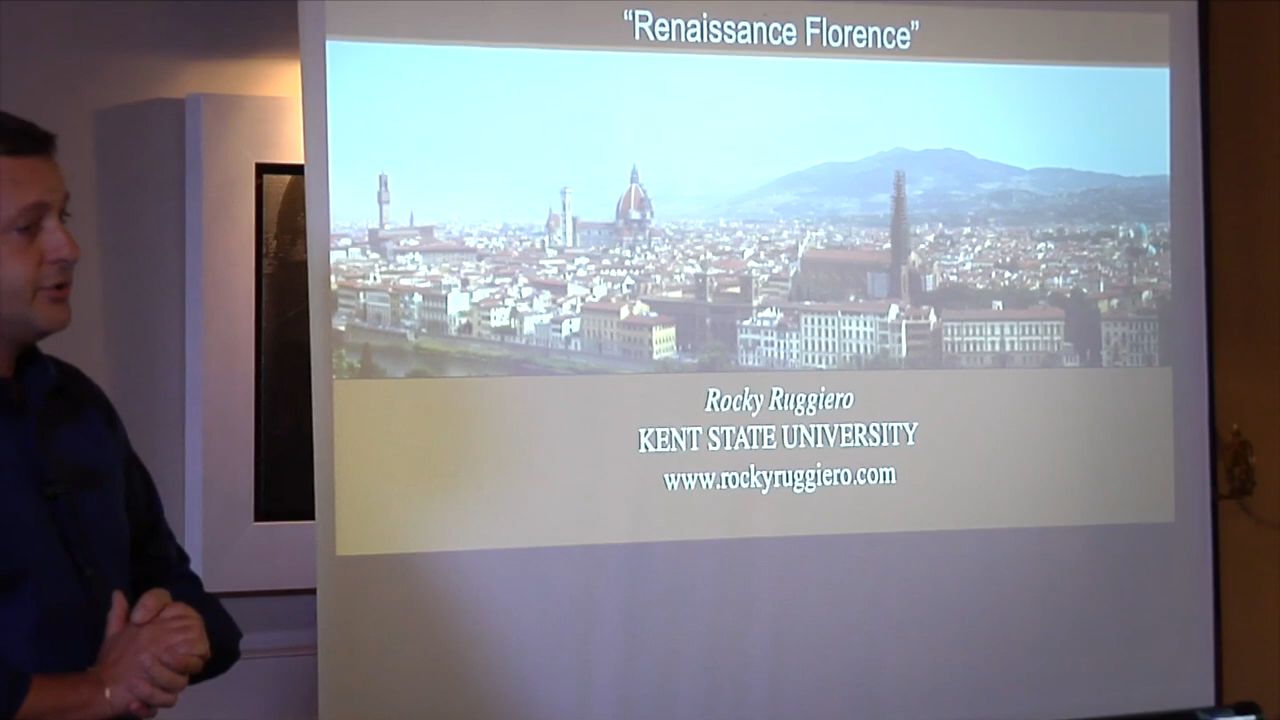 “Renaissance Florence”
Rocky Ruggiero
KENT STATE UNIVERSITY
www.rockyruggiero.com